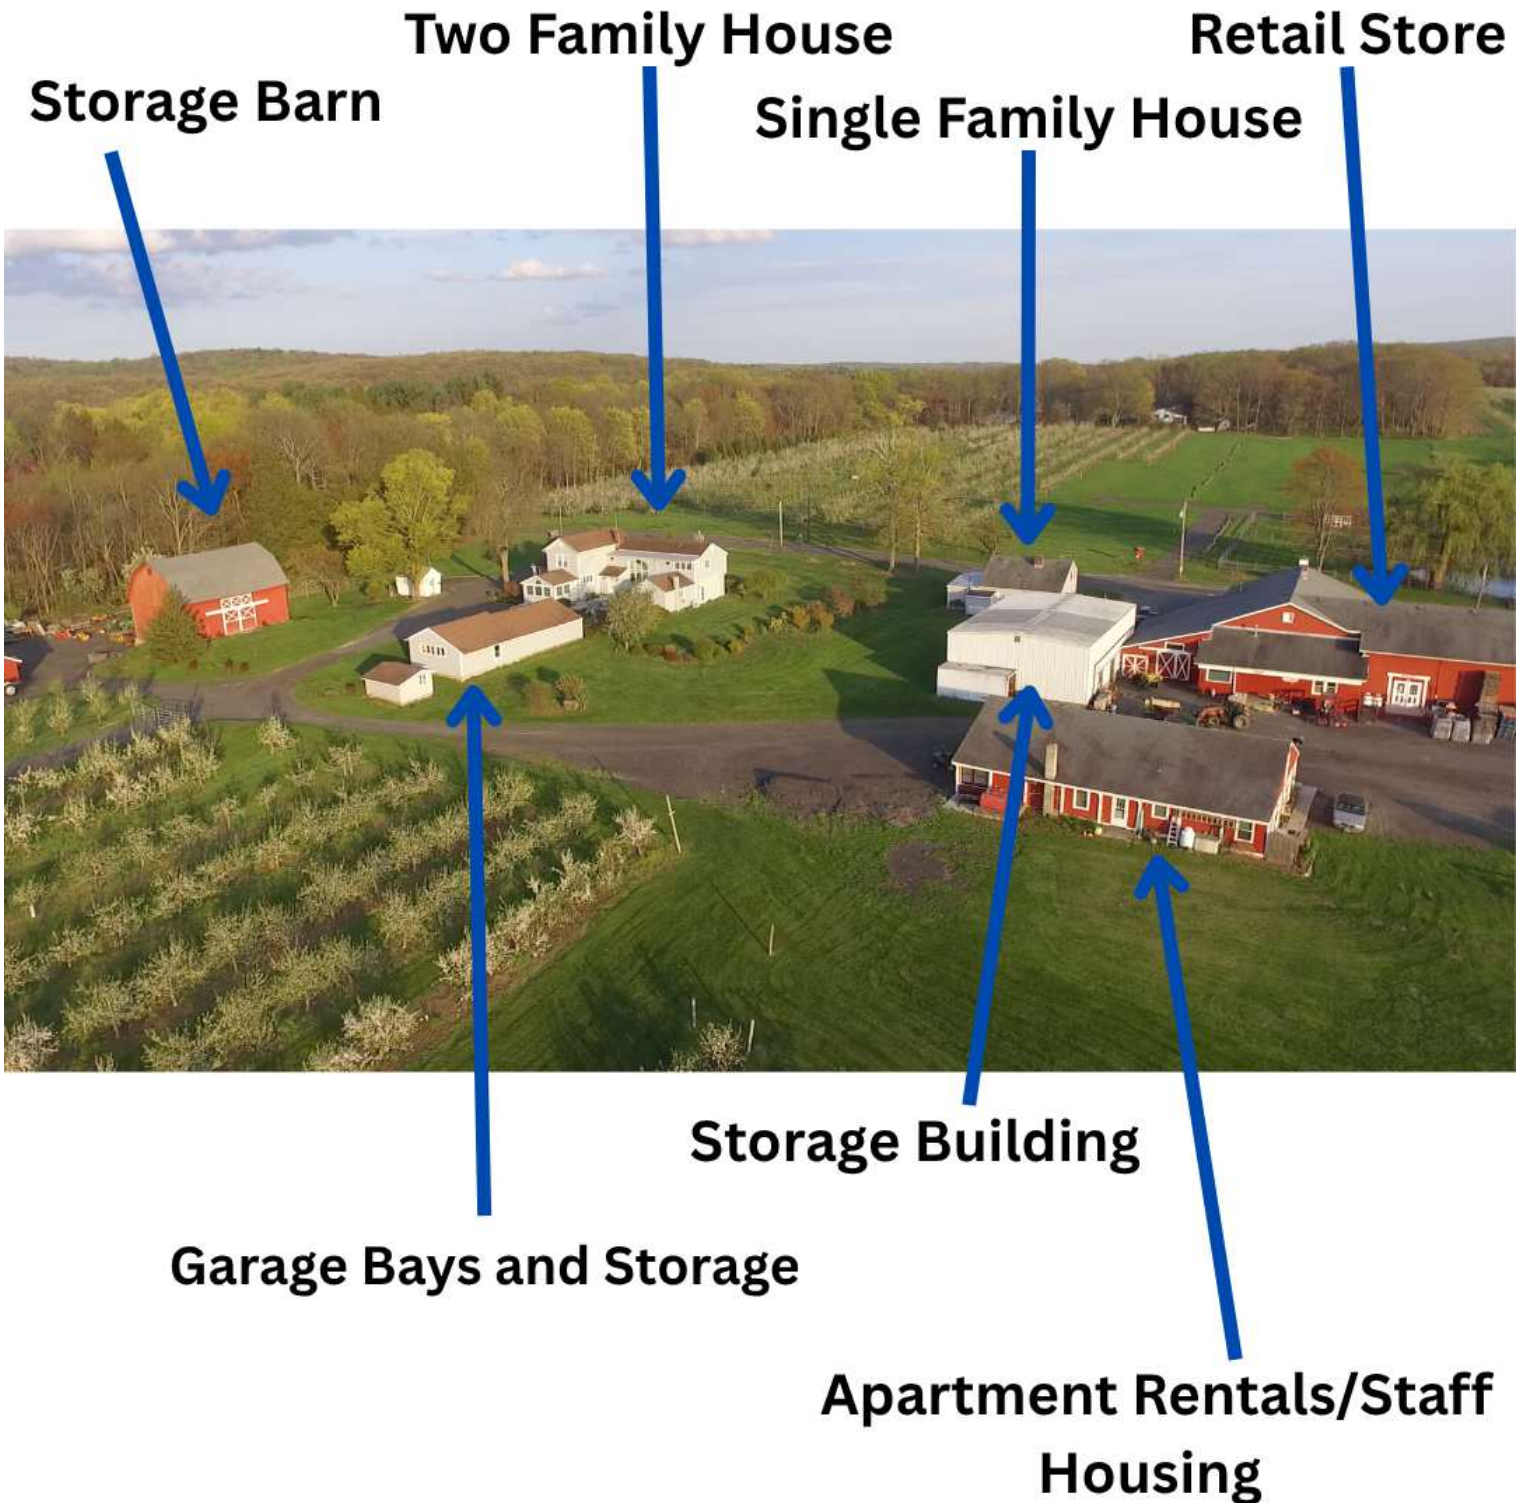 Two Family House
Retail Store
Storage Barn
Single Family House
Storage Building
Garage Bays and Storage
Apartment Rentals/Staff
Housing